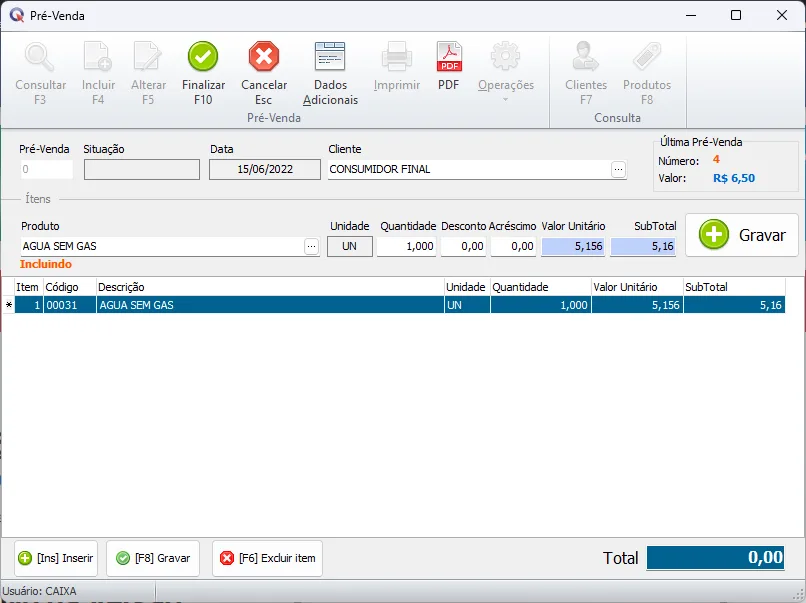 Pré-Venda
Consultar Incluir Alterar Finalizar Cancelar Dados Imprimir PDF Operações Clientes Produtos
F3 F4 F5 F10 Esc Adicionais F7 F8
Pré-Venda Consulta
Pré-Venda Situação Data Cliente Última Pré-Venda
0 15/06/2022 CONSUMIDOR FINAL ... Número: 4
Valor: R$ 6,50
Ítens
Produto Unidade Quantidade Desconto Acréscimo Valor Unitário SubTotal
AGUA SEM GAS ... UN 1,000 0,00 0,00 5,156 5,16 Gravar
Incluindo
Item Código Descrição Unidade Quantidade Valor Unitário SubTotal
* 1 00031 AGUA SEM GAS UN 1,000 5,156 5,16
[Ins] Inserir [F8] Gravar [F6] Excluir item Total 0,00
Usuário: CAIXA